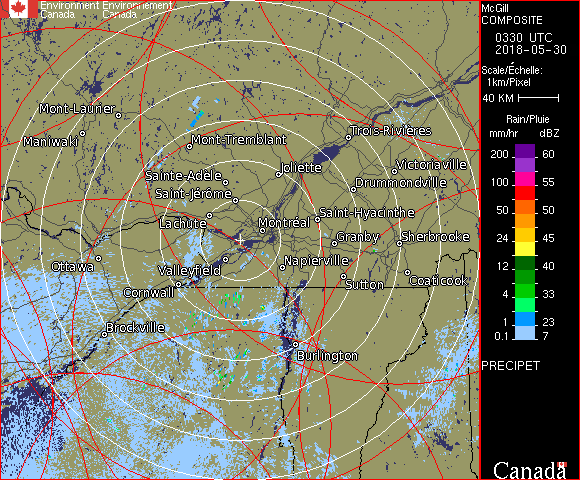 Environment Environnement
Canada Canada
McGill
COMPOSITE
0330 UTC
2018-05-30
Scale/Échelle:
1km/Pixel
40 KM
Rain/Pluie
mm/hr dBZ
200 60
100 55
50 50
24 45
12 40
4 33
1 23
0.1 7
PRECIPET
Mont-Laurier
Maniwaki
Mont-Tremblant
Trois-Rivières
Joliette
Victoriaville
Sainte-Adèle
Drummondville
Saint-Jérôme
Saint-Hyacinthe
Lachute
Montréal
Granby
Sherbrooke
Ottawa
Valleyfield
Napierville
Cornwall
Sutton
Coaticook
Brockville
Burlington
Canada